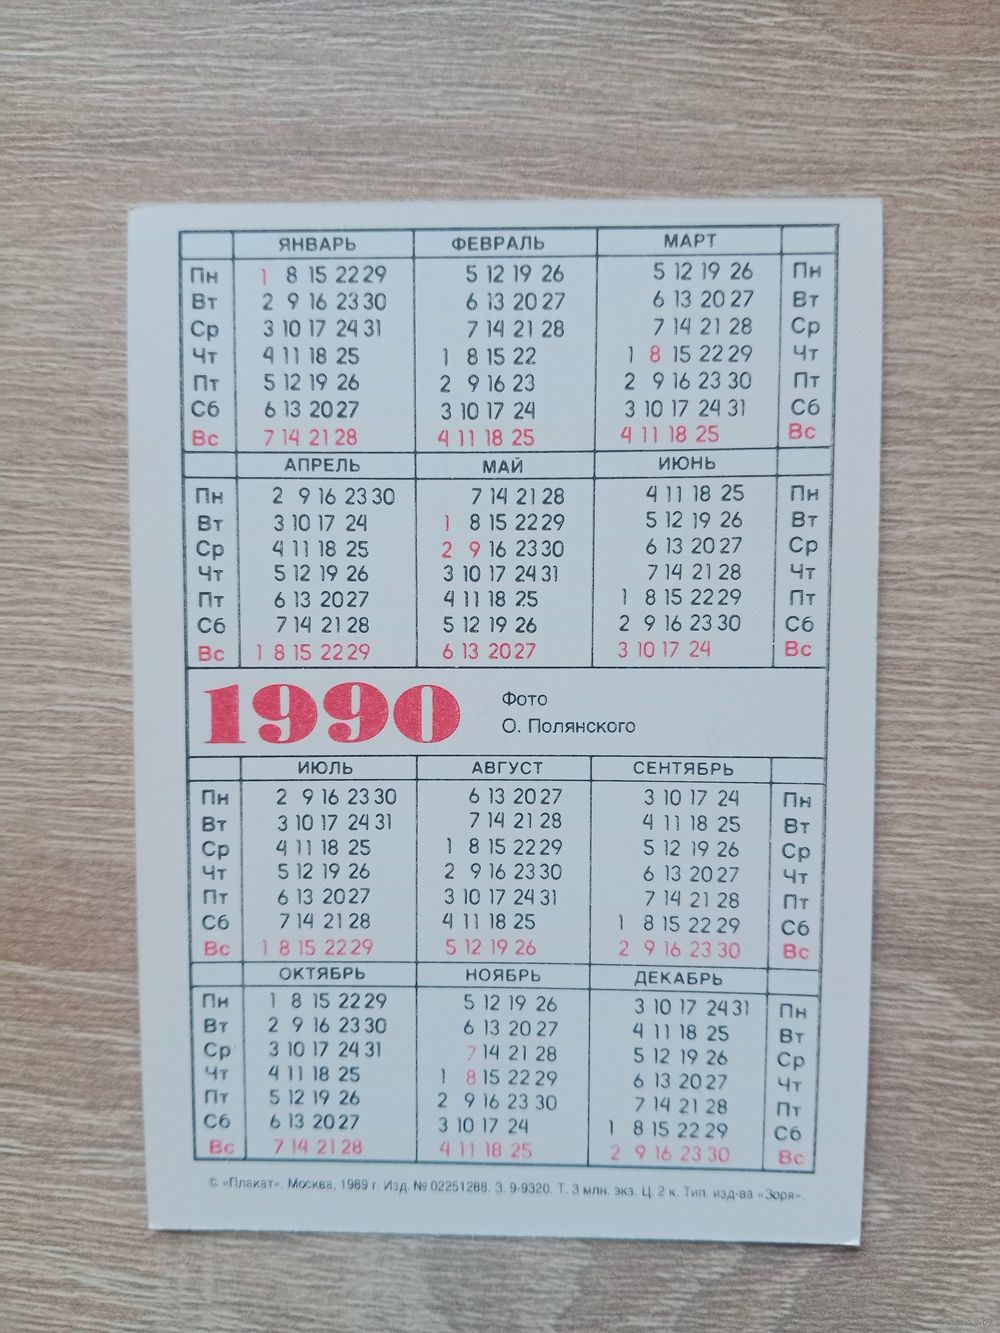 ЯНВАРЬ ФЕВРАЛЬ МАРТ
Пн 1 8 15 22 29 5 12 19 26 5 12 19 26 Пн
Вт 2 9 16 23 30 6 13 20 27 6 13 20 27 Вт
Ср 3 10 17 24 31 7 14 21 28 7 14 21 28 Ср
Чт 4 11 18 25 1 8 15 22 1 8 15 22 29 Чт
Пт 5 12 19 26 2 9 16 23 2 9 16 23 30 Пт
Сб 6 13 20 27 3 10 17 24 3 10 17 24 31 Сб
Вс 7 14 21 28 4 11 18 25 4 11 18 25 Вс
АПРЕЛЬ МАЙ ИЮНЬ
Пн 2 9 16 23 30 7 14 21 28 4 11 18 25 Пн
Вт 3 10 17 24 1 8 15 22 29 5 12 19 26 Вт
Ср 4 11 18 25 2 9 16 23 30 6 13 20 27 Ср
Чт 5 12 19 26 3 10 17 24 31 7 14 21 28 Чт
Пт 6 13 20 27 4 11 18 25 1 8 15 22 29 Пт
Сб 7 14 21 28 5 12 19 26 2 9 16 23 30 Сб
Вс 1 8 15 22 29 6 13 20 27 3 10 17 24 Вс
1990
Фото
О. Полянского
ИЮЛЬ АВГУСТ СЕНТЯБРЬ
Пн 2 9 16 23 30 6 13 20 27 3 10 17 24 Пн
Вт 3 10 17 24 31 7 14 21 28 4 11 18 25 Вт
Ср 4 11 18 25 1 8 15 22 29 5 12 19 26 Ср
Чт 5 12 19 26 2 9 16 23 30 6 13 20 27 Чт
Пт 6 13 20 27 3 10 17 24 31 7 14 21 28 Пт
Сб 7 14 21 28 4 11 18 25 1 8 15 22 29 Сб
Вс 1 8 15 22 29 5 12 19 26 2 9 16 23 30 Вс
ОКТЯБРЬ НОЯБРЬ ДЕКАБРЬ
Пн 1 8 15 22 29 5 12 19 26 3 10 17 24 31 Пн
Вт 2 9 16 23 30 6 13 20 27 4 11 18 25 Вт
Ср 3 10 17 24 31 7 14 21 28 5 12 19 26 Ср
Чт 4 11 18 25 1 8 15 22 29 6 13 20 27 Чт
Пт 5 12 19 26 2 9 16 23 30 7 14 21 28 Пт
Сб 6 13 20 27 3 10 17 24 1 8 15 22 29 Сб
Вс 7 14 21 28 4 11 18 25 2 9 16 23 30 Вс
© «Плакат». Москва, 1989 г. Изд. № 02251288. З. 9-9320. Т. 3 млн. экз. Ц. 2 к. Тип. изд-ва «Зоря».